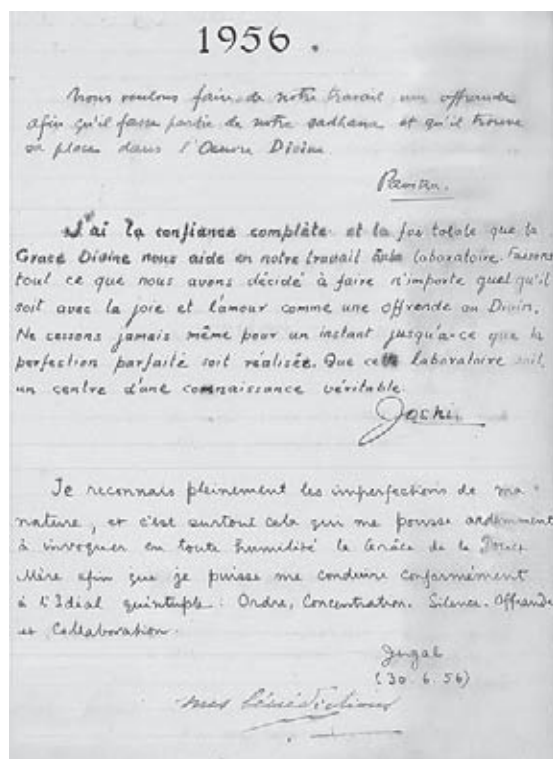 1956.
Nous voulons faire de notre travail une offrande
afin qu'il fasse partie de notre sadhana et qu'il trouve
sa place dans l'Oeuvre Divine
Pavitra.
J'ai la confiance complète et la foi totale que la
Grace Divine nous aide en notre travail laboratoire. Faisons
tout ce que nous avons décidé à faire n'importe quel qu'il
soit avec la joie et l'amour comme une offrende au Divin.
Ne cessons jamais même pour un instant jusqu'à-ce que la
perfection parfaite soit réalisée. Que ce laboratoire soit
un centre d'une connaissance véritable.
Joshi
Je reconnais pleinement les imperfections de ma
nature, et c'est surtout cela qui me pousse ardemment
à invoquer en toute humidité la Grâce de la Douce
Mère afin que je puisse me conduire conformément
à l'Idéal quintuple : Ordre, Concentration. Silence. Offrande
et Collaboration.
Jugal
(30.6.56)
mes bénédictions